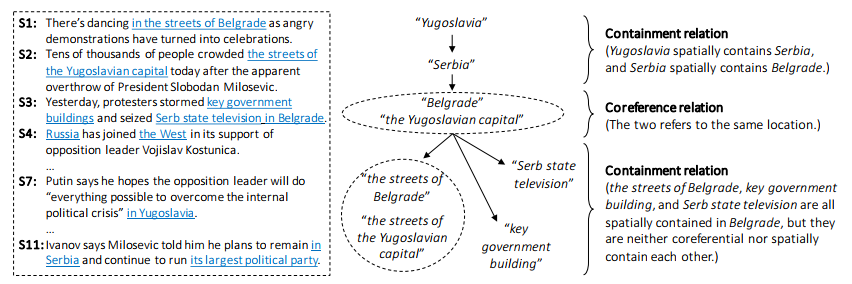 S1: There's dancing in the streets of Belgrade as angry
demonstrations have turned into celebrations.
S2: Tens of thousands of people crowded the streets of
the Yugoslavian capital today after the apparent
overthrow of President Slobodan Milosevic.
S3: Yesterday, protesters stormed key government
buildings and seized Serb state television in Belgrade.
S4: Russia has joined the West in its support of
opposition leader Vojislav Kostunica.
...
S7: Putin says he hopes the opposition leader will do
"everything possible to overcome the internal
political crisis" in Yugoslavia.
...
S11: Ivanov says Milosevic told him he plans to remain in
Serbia and continue to run its largest political party.
"Yugoslavia"
"Serbia"
"Belgrade"
"the Yugoslavian capital"
"the streets of
Belgrade"
"the streets of
the Yugoslavian
capital"
"Serb state
television"
"key
government
building"
Containment relation
(Yugoslavia spatially contains Serbia,
and Serbia spatially contains Belgrade.)
Coreference relation
(The two refers to the same location.)
Containment relation
(the streets of Belgrade, key government
building, and Serb state television are all
spatially contained in Belgrade, but they
are neither coreferential nor spatially
contain each other.)